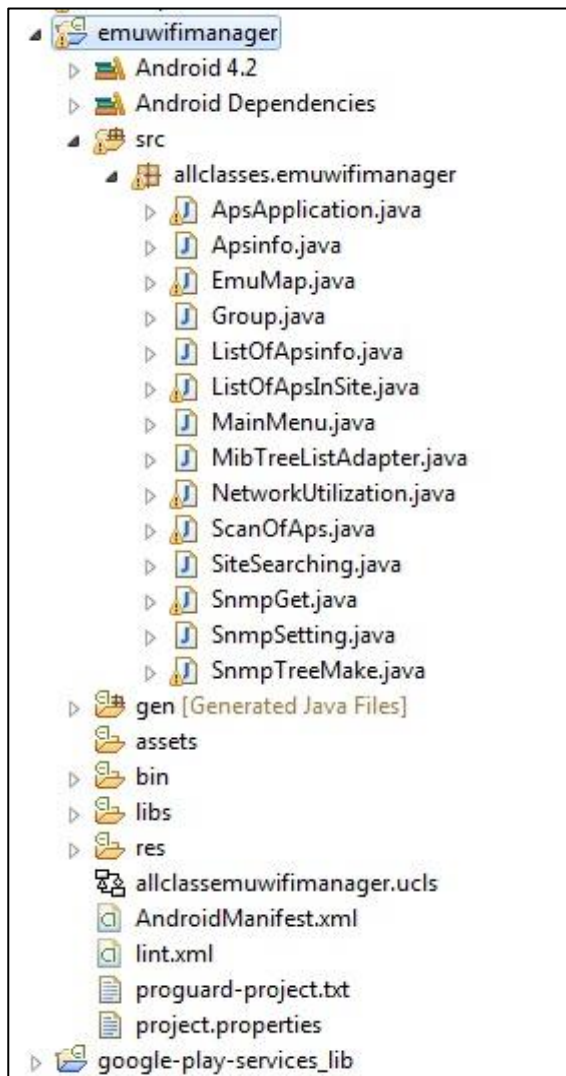 emuwifimanager
Android 4.2
Android Dependencies
src
allclasses.emuwifimanager
ApsApplication.java
Apsinfo.java
EmuMap.java
Group.java
ListOfApsinfo.java
ListOfApsInSite.java
MainMenu.java
MibTreeListAdapter.java
NetworkUtilization.java
ScanOfAps.java
SiteSearching.java
SnmpGet.java
SnmpSetting.java
SnmpTreeMake.java
gen [Generated Java Files]
assets
bin
libs
res
allclassemuwifimanager.ucls
AndroidManifest.xml
lint.xml
proguard-project.txt
project.properties
google-play-services_lib